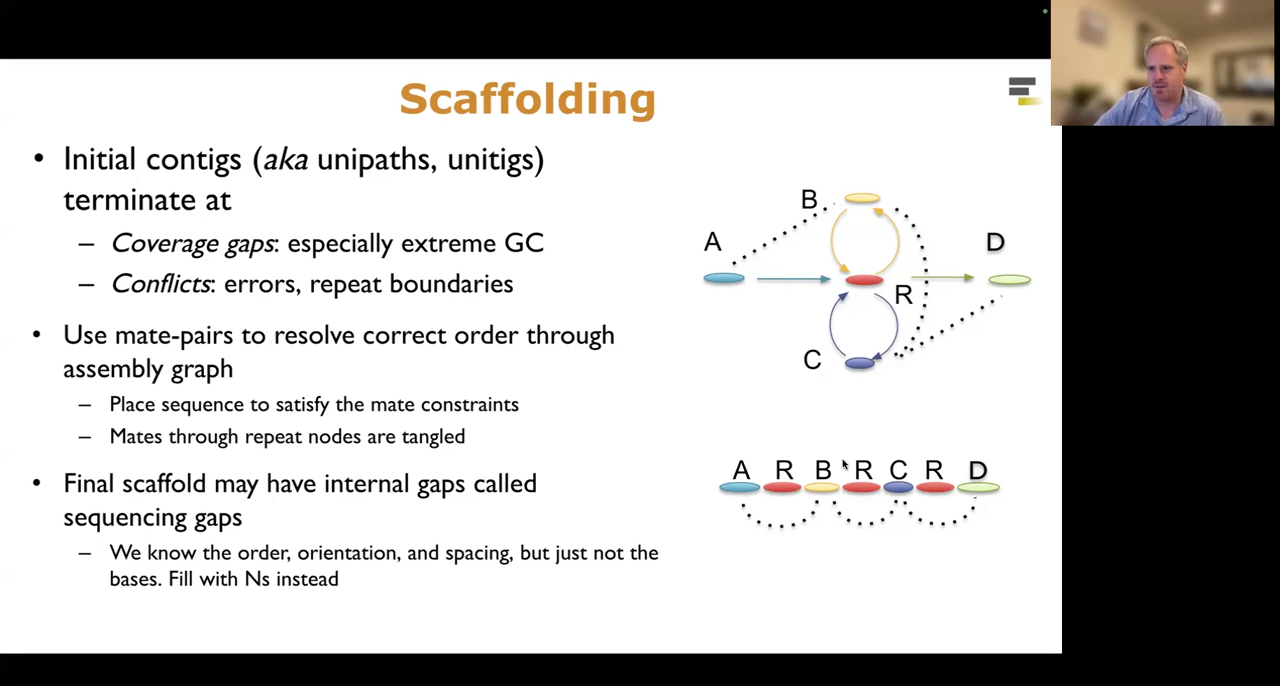 Scaffolding
• Initial contigs (aka unipaths, unitigs)
terminate at
– Coverage gaps: especially extreme GC
– Conflicts: errors, repeat boundaries
• Use mate-pairs to resolve correct order through
assembly graph
– Place sequence to satisfy the mate constraints
– Mates through repeat nodes are tangled
• Final scaffold may have internal gaps called
sequencing gaps
– We know the order, orientation, and spacing, but just not the
bases. Fill with Ns instead
B
A
D
R
C
A R B R C R D